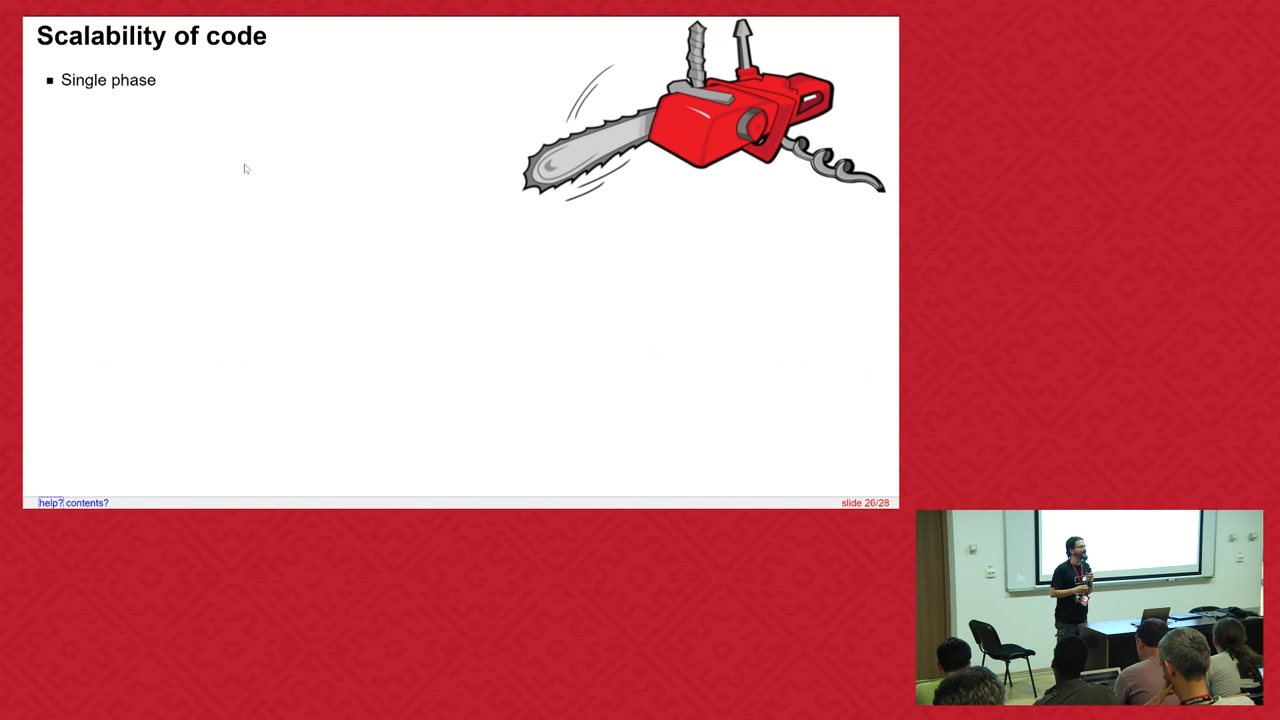 Scalability of code
Single phase
help? contents?
slide 26/28